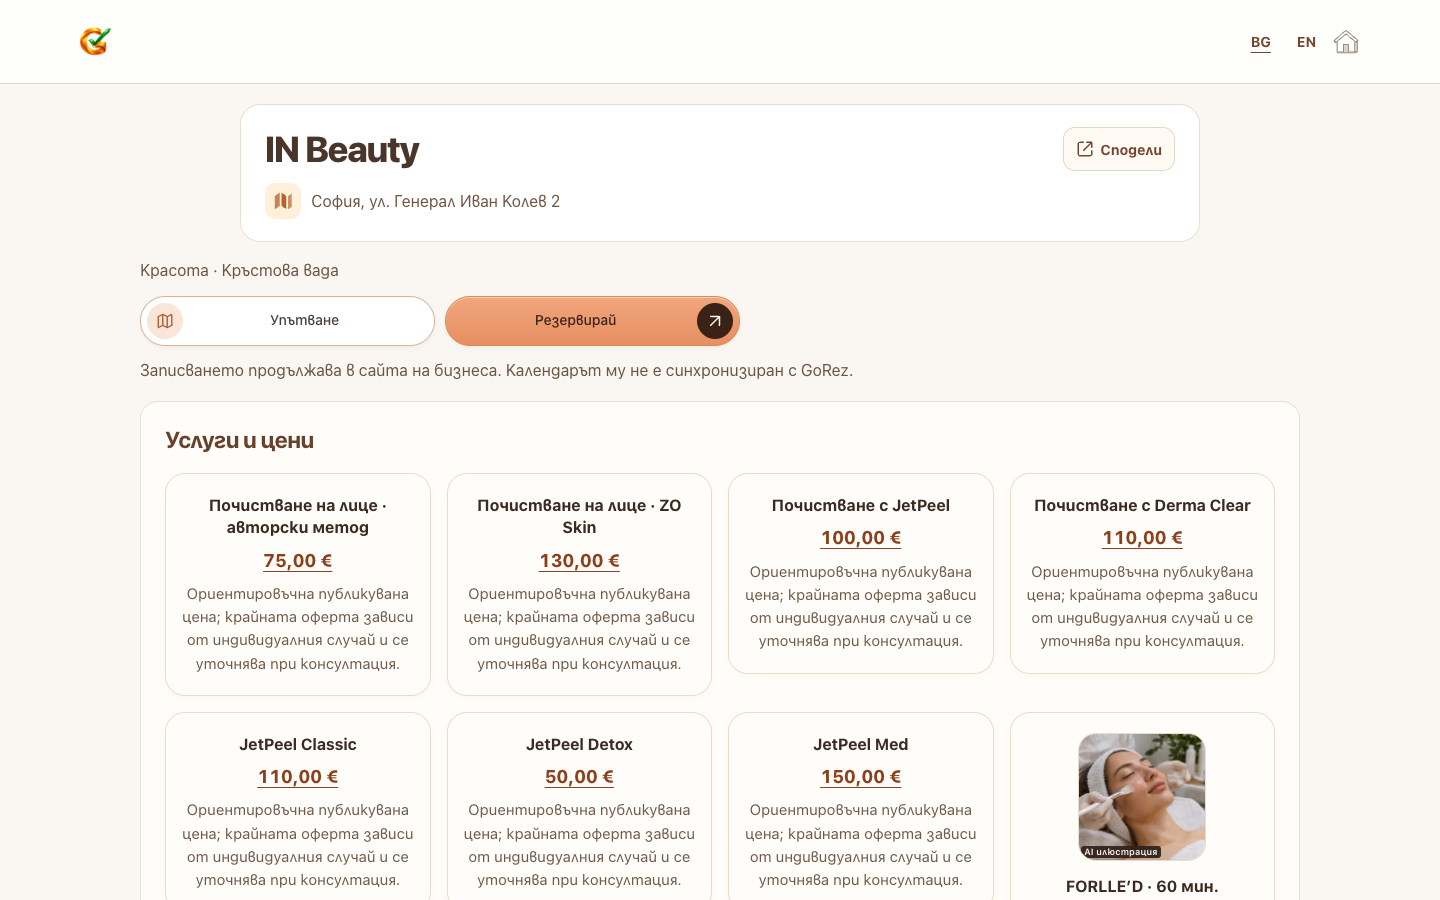 BG
EN
IN Beauty
Сподели
София, ул. Генерал Иван Колев 2
Красота · Кръстова вада
Упътване
Резервирай
Записването продължава в сайта на бизнеса. Календарът му не е синхронизиран с GoRez.
Услуги и цени
Почистване на лице ·
авторски метод
75,00 €
Ориентировъчна публикувана
цена; крайната оферта зависи
от индивидуалния случай и се
уточнява при консултация.
Почистване на лице · ZO
Skin
130,00 €
Ориентировъчна публикувана
цена; крайната оферта зависи
от индивидуалния случай и се
уточнява при консултация.
Почистване с JetPeel
100,00 €
Ориентировъчна публикувана
цена; крайната оферта зависи
от индивидуалния случай и се
уточнява при консултация.
Почистване с Derma Clear
110,00 €
Ориентировъчна публикувана
цена; крайната оферта зависи
от индивидуалния случай и се
уточнява при консултация.
JetPeel Classic
110,00 €
Ориентировъчна публикувана
цена; крайната оферта зависи
от индивидуалния случай и се
уточнява при консултация.
JetPeel Detox
50,00 €
Ориентировъчна публикувана
цена; крайната оферта зависи
от индивидуалния случай и се
уточнява при консултация.
JetPeel Med
150,00 €
Ориентировъчна публикувана
цена; крайната оферта зависи
от индивидуалния случай и се
уточнява при консултация.
AI илюстрация
FORLLE’D · 60 мин.